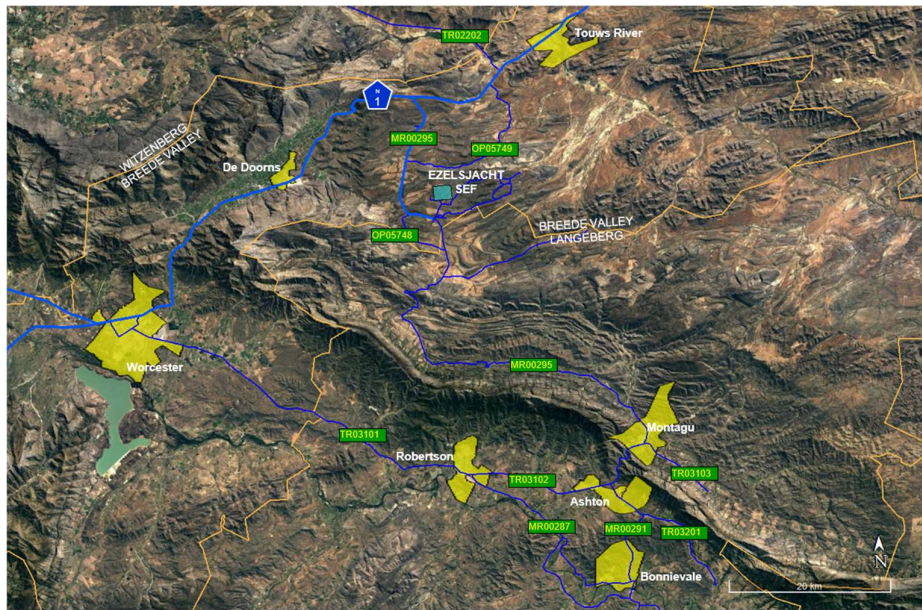 TR02202
Touws River
N
1
MR00295
WITZENBERG
BREEDE VALLEY
De Doorns
OP05749
EZELSJACHT
SEF
OP05748
BREEDE VALLEY
LANGEBERG
Worcester
MR00295
TR03101
Montagu
Robertson
TR03102
TR03103
Ashton
MR00287
MR00291
TR03201
Bonnievale
N
20 km